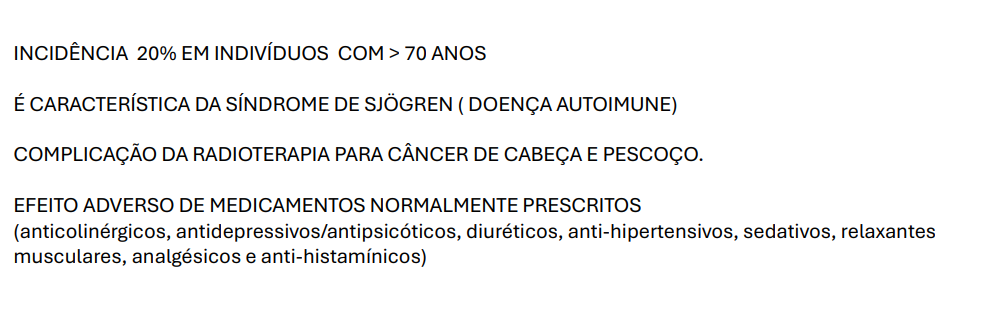 INCIDÊNCIA  20% EM INDIVÍDUOS  COM > 70 ANOS
É CARACTERÍSTICA DA SÍNDROME DE SJÖGREN ( DOENÇA AUTOIMUNE)
COMPLICAÇÃO DA RADIOTERAPIA PARA CÂNCER DE CABEÇA E PESCOÇO.
EFEITO ADVERSO DE MEDICAMENTOS NORMALMENTE PRESCRITOS
(anticolinérgicos, antidepressivos/antipsicóticos, diuréticos, anti-hipertensivos, sedativos, relaxantes
musculares, analgésicos e anti-histamínicos)